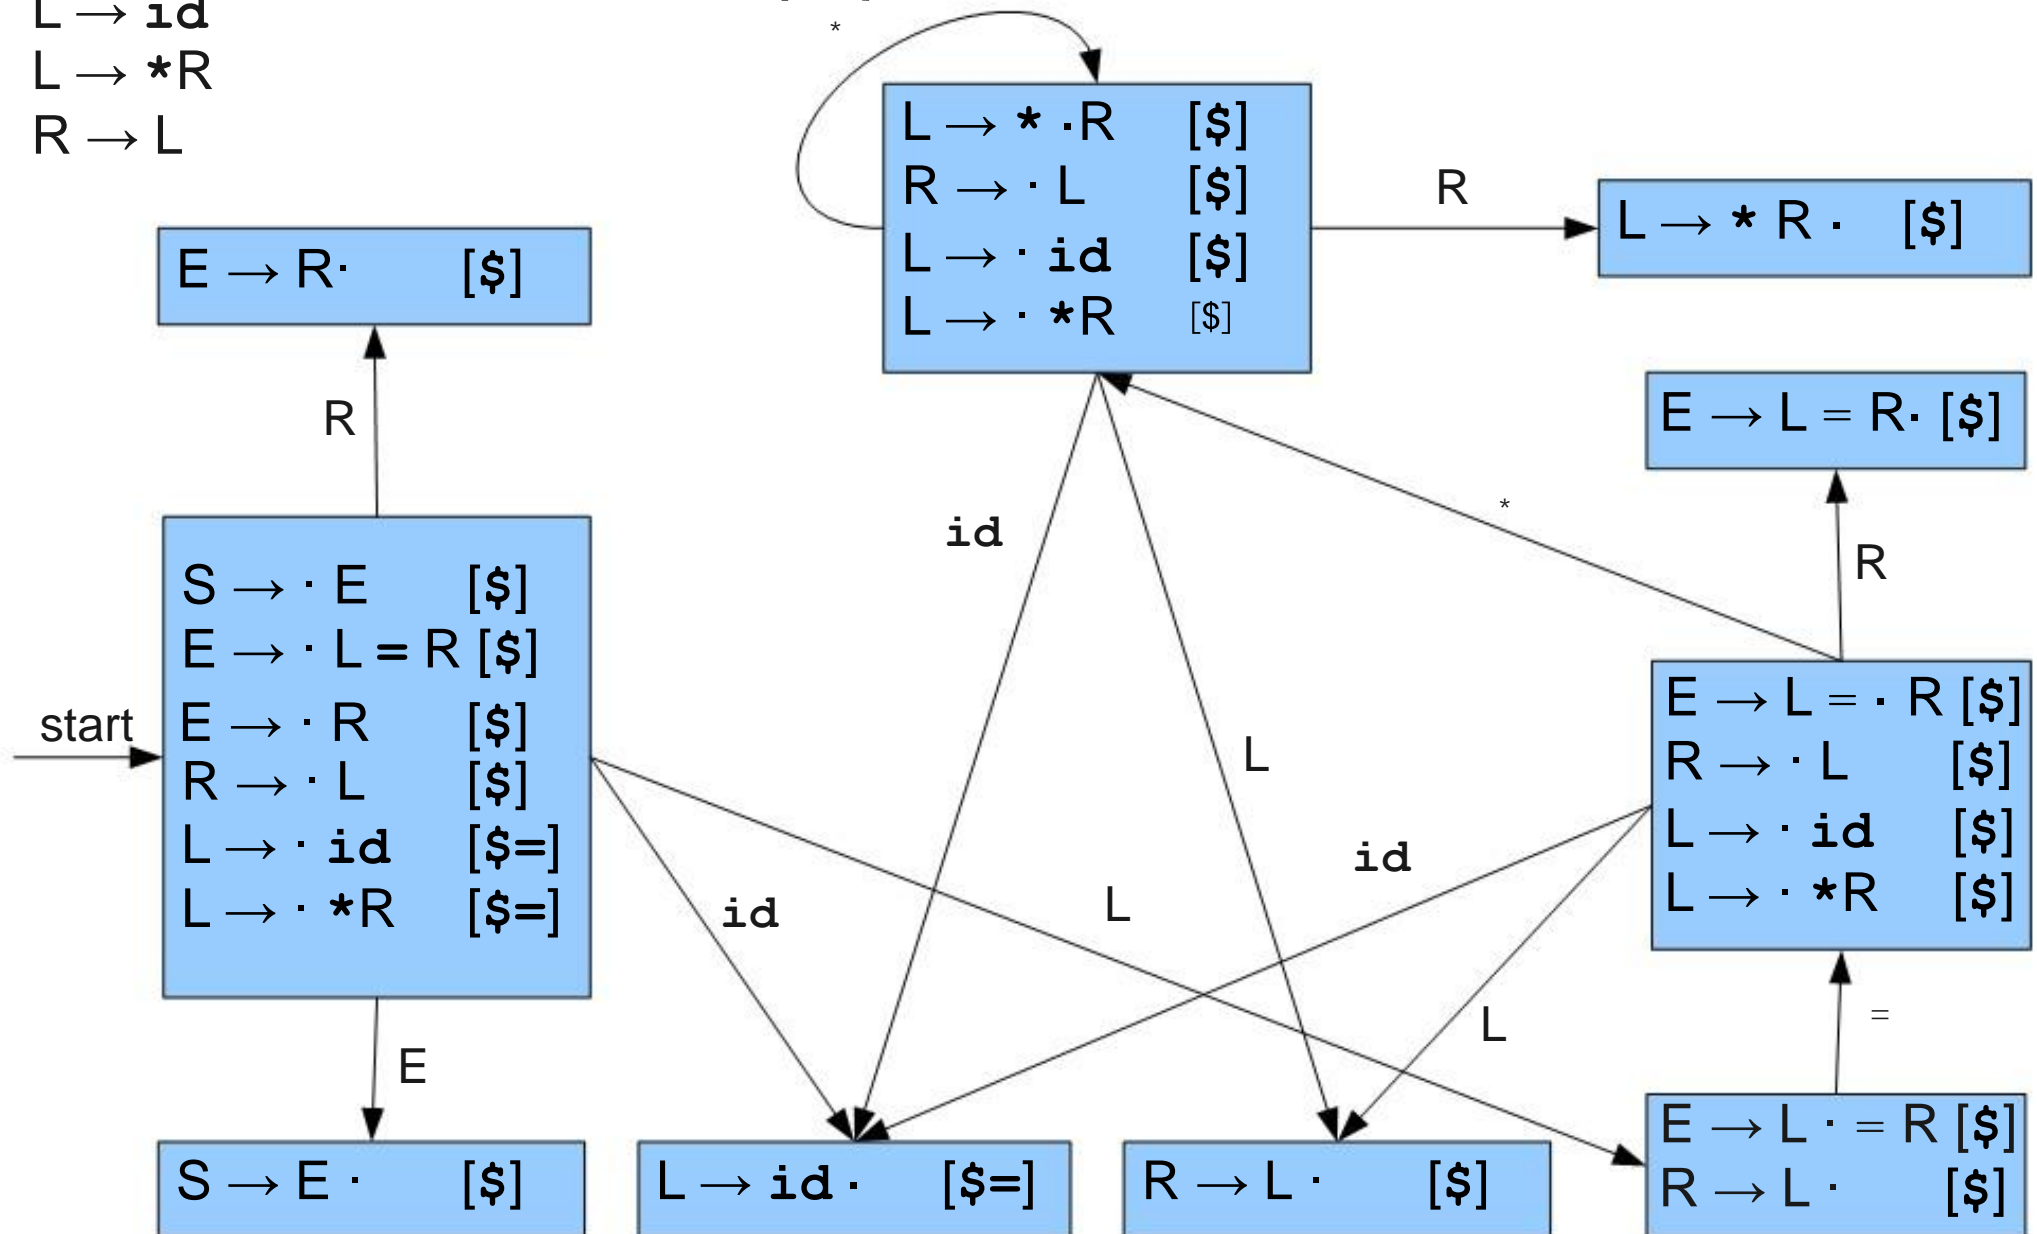 L → id
L → *R
R → L
*
L → * ·R [$]
R → · L [$]
L → · id [$]
L → · *R [$]
R
L → * R · [$]
E → R· [$]
R
E → L = R· [$]
R
*
id
S → · E [$]
E → · L = R [$]
E → · R [$]
R → · L [$]
L → · id [$=]
L → · *R [$=]
start
E → L = · R [$]
R → · L [$]
L → · id [$]
L → · *R [$]
L
id
L
id
L
=
E
S → E · [$]
L → id · [$=]
R → L · [$]
E → L · = R [$]
R → L · [$]